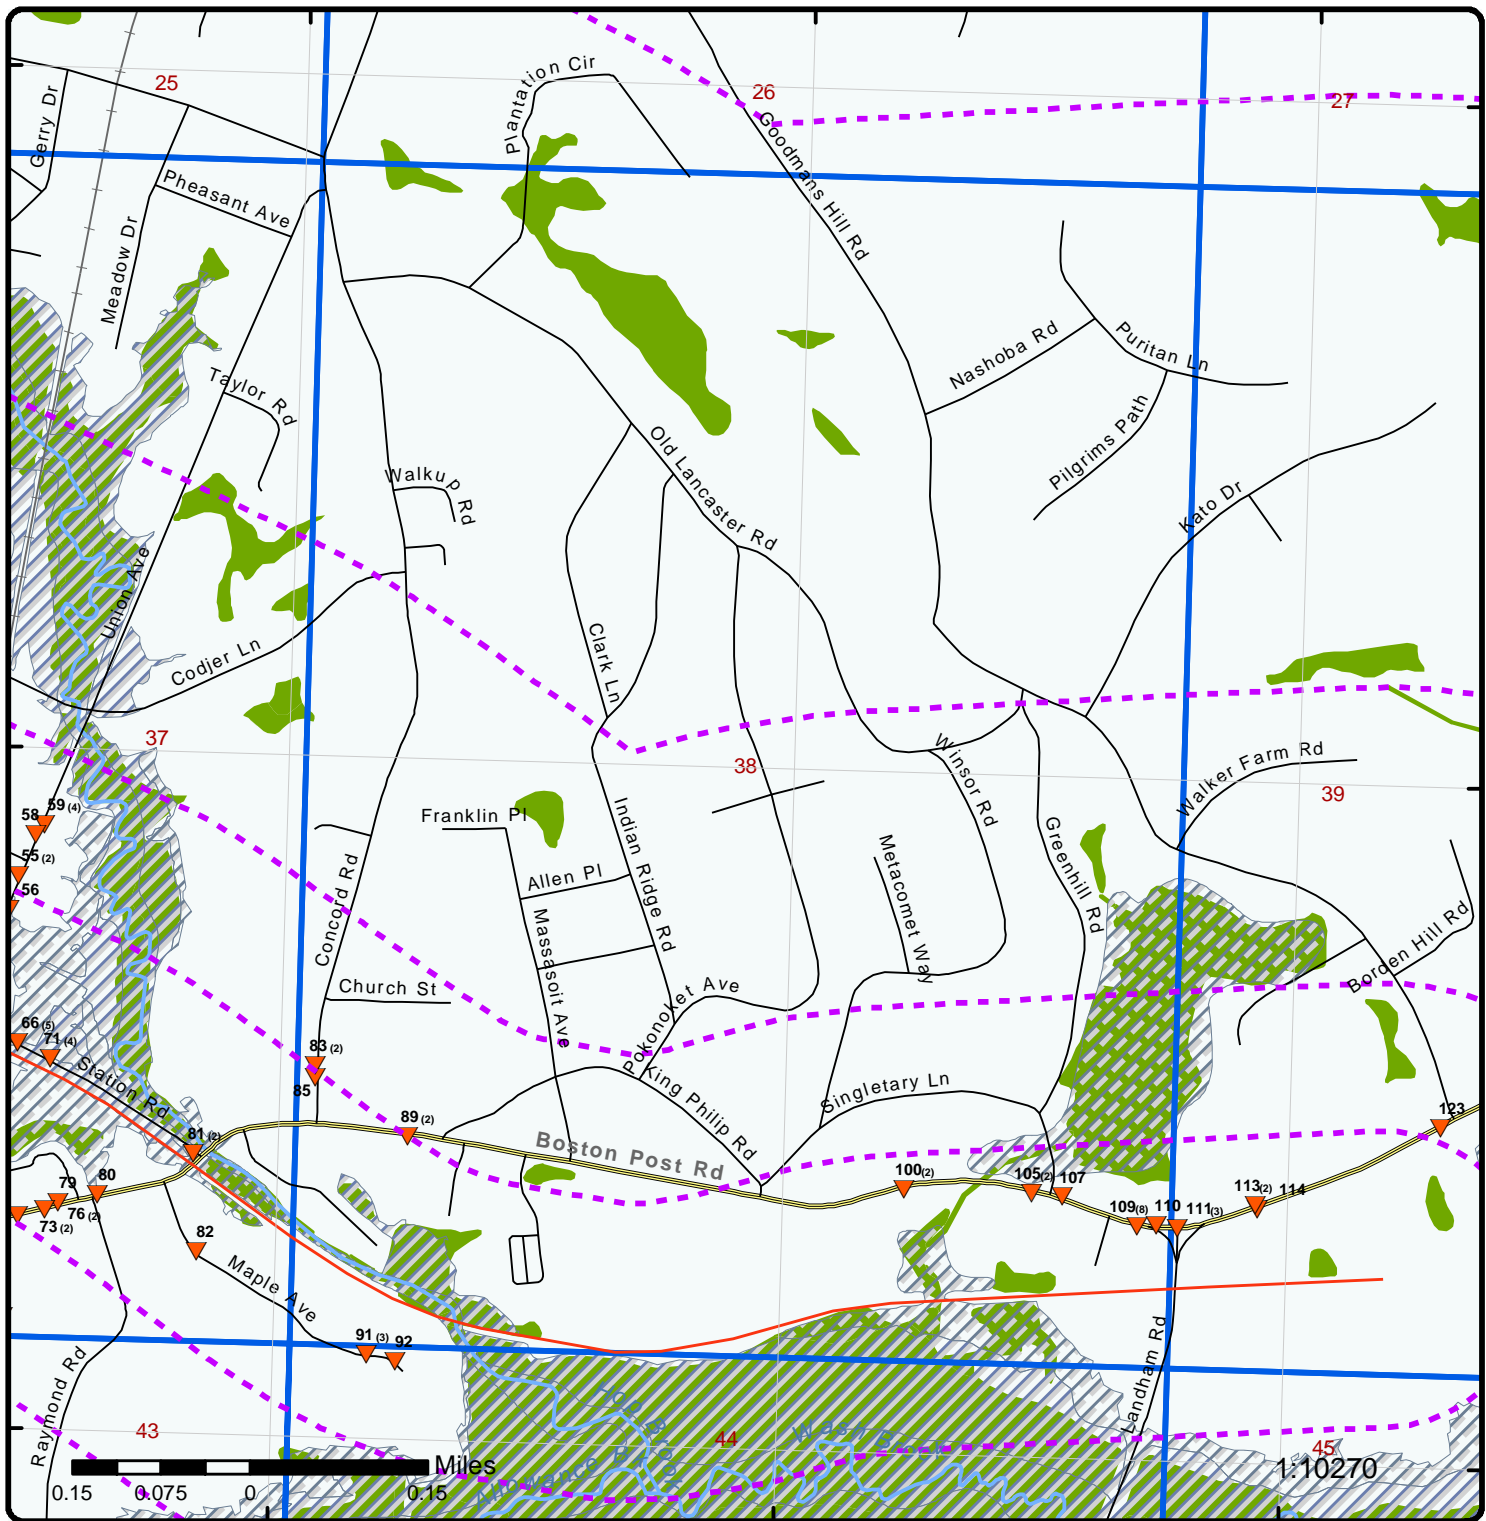 25
26
27
Gerry Dr
Plantation Cir
Goodmans Hill Rd
Pheasant Ave
Meadow Dr
Nashoba Rd
Puritan Ln
Pilgrims Path
Taylor Rd
Walkup Rd
Old Lancaster Rd
Kato Dr
Union Ave
Codjer Ln
Clark Ln
37
38
39
Winsor Rd
Walker Farm Rd
59 (4)
58
55 (2)
56
Franklin Pl
Indian Ridge Rd
Metacomet Way
Greenhill Rd
Allen Pl
Concord Rd
Massasoit Ave
Borden Hill Rd
Church St
Pokonoket Ave
66 (5)
71 (4)
Station Rd
83 (2)
85
King Philip Rd
Singletary Ln
89 (2)
81 (2)
Boston Post Rd
123
100 (2)
105 (2)
107
79
80
76 (2)
73 (2)
109 (8)
110
111 (3)
113 (2)
114
82
Maple Ave
91 (3)
92
Raymond Rd
Landham Rd
43
44
45
Hop Brook
Wash Brook
Allowance
Miles
0.15
0.075
0
0.15
1:10270